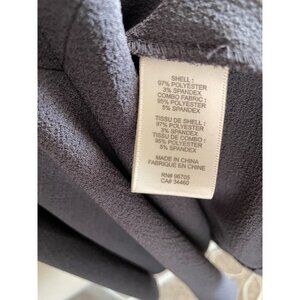 SHELL :
97% POLYESTER
3% SPANDEX
COMBO FABRIC :
95% POLYESTER
5% SPANDEX
TISSU DE SHELL :
97% POLYESTER
3% SPANDEX
TISSU DE COMBO :
95% POLYESTER
5% SPANDEX
MADE IN CHINA
FABRIQUE EN CHINE
RN# 96705
CA# 34460